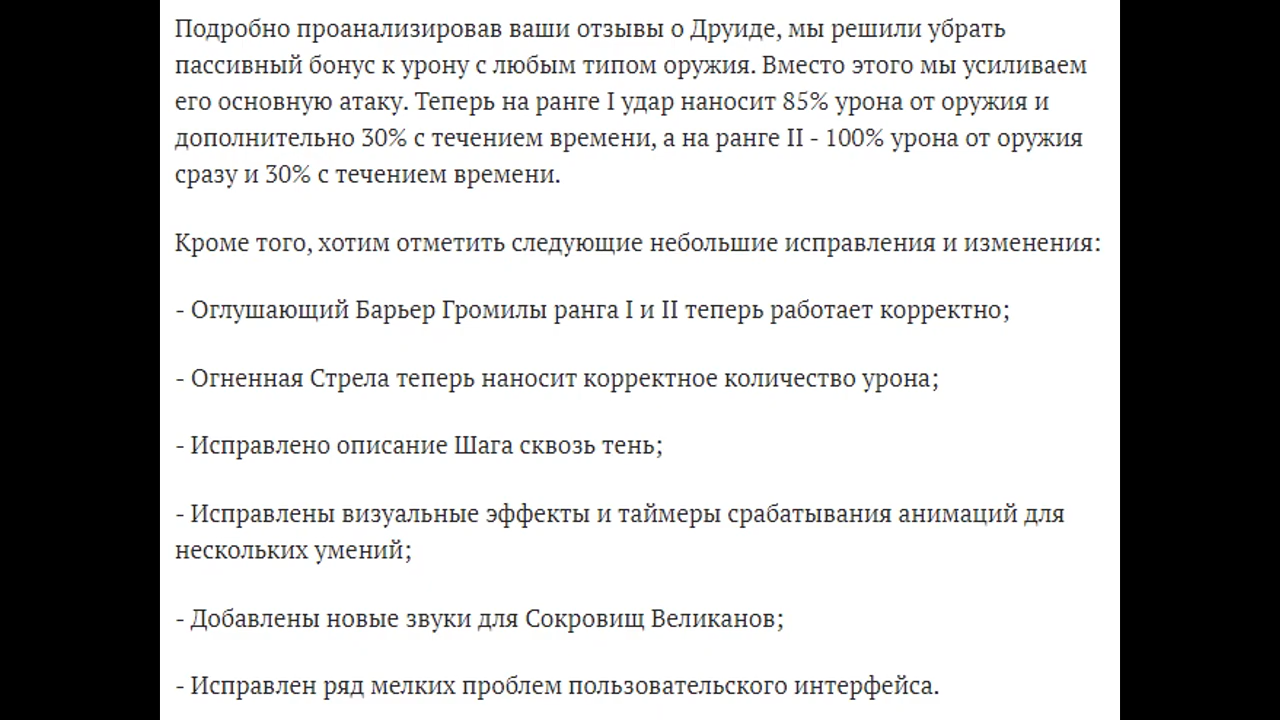 Подробно проанализировав ваши отзывы о Друиде, мы решили убрать
пассивный бонус к урону с любым типом оружия. Вместо этого мы усиливаем
его основную атаку. Теперь на ранге I удар наносит 85% урона от оружия и
дополнительно 30% с течением времени, а на ранге II - 100% урона от оружия
сразу и 30% с течением времени.
Кроме того, хотим отметить следующие небольшие исправления и изменения:
- Оглушающий Барьер Громилы ранга I и II теперь работает корректно;
- Огненная Стрела теперь наносит корректное количество урона;
- Исправлено описание Шага сквозь тень;
- Исправлены визуальные эффекты и таймеры срабатывания анимаций для
нескольких умений;
- Добавлены новые звуки для Сокровищ Великанов;
- Исправлен ряд мелких проблем пользовательского интерфейса.